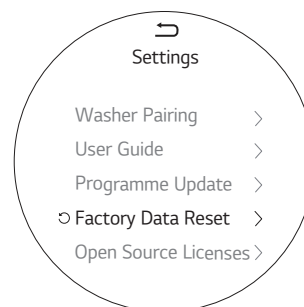 Settings
Washer Pairing
User Guide
Programme Update
Factory Data Reset
Open Source Licenses